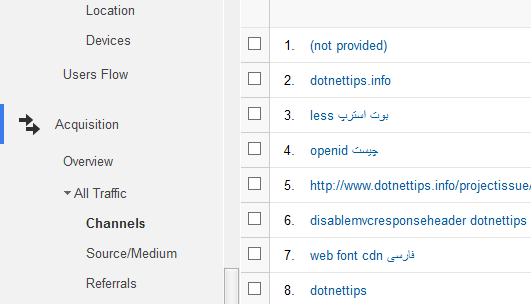 Location
Devices
Users Flow
Acquisition
Overview
All Traffic
Channels
Source/Medium
Referrals
1. (not provided)
2. dotnettips.info
3. less بوت استرپ
4. openid چیست
5. http://www.dotnettips.info/projectissue/
6. disablemvcresponseheader dotnettips
7. web font cdn فارسی
8. dotnettips